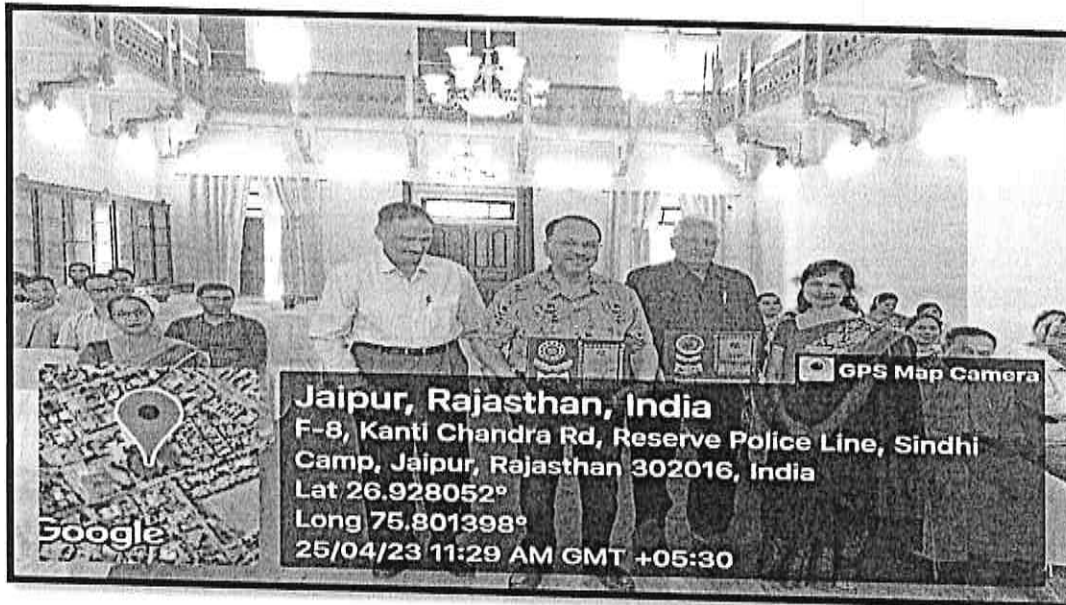 GPS Map Camera
Jaipur, Rajasthan, India
F-8, Kanti Chandra Rd, Reserve Police Line, Sindhi
Camp, Jaipur, Rajasthan 302016, India
Lat 26.928052°
Long 75.801398°
25/04/23 11:29 AM GMT +05:30
Google